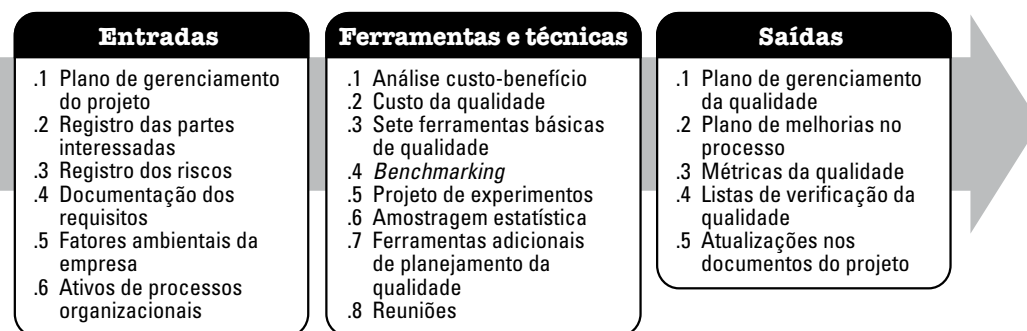 Entradas
.1 Plano de gerenciamento
do projeto
.2 Registro das partes
interessadas
.3 Registro dos riscos
.4 Documentação dos
requisitos
.5 Fatores ambientais da
empresa
.6 Ativos de processos
organizacionais
Ferramentas e técnicas
.1 Análise custo-benefício
.2 Custo da qualidade
.3 Sete ferramentas básicas
de qualidade
.4 Benchmarking
.5 Projeto de experimentos
.6 Amostragem estatística
.7 Ferramentas adicionais
de planejamento da
qualidade
.8 Reuniões
Saídas
.1 Plano de gerenciamento
da qualidade
.2 Plano de melhorias no
processo
.3 Métricas da qualidade
.4 Listas de verificação da
qualidade
.5 Atualizações nos
documentos do projeto